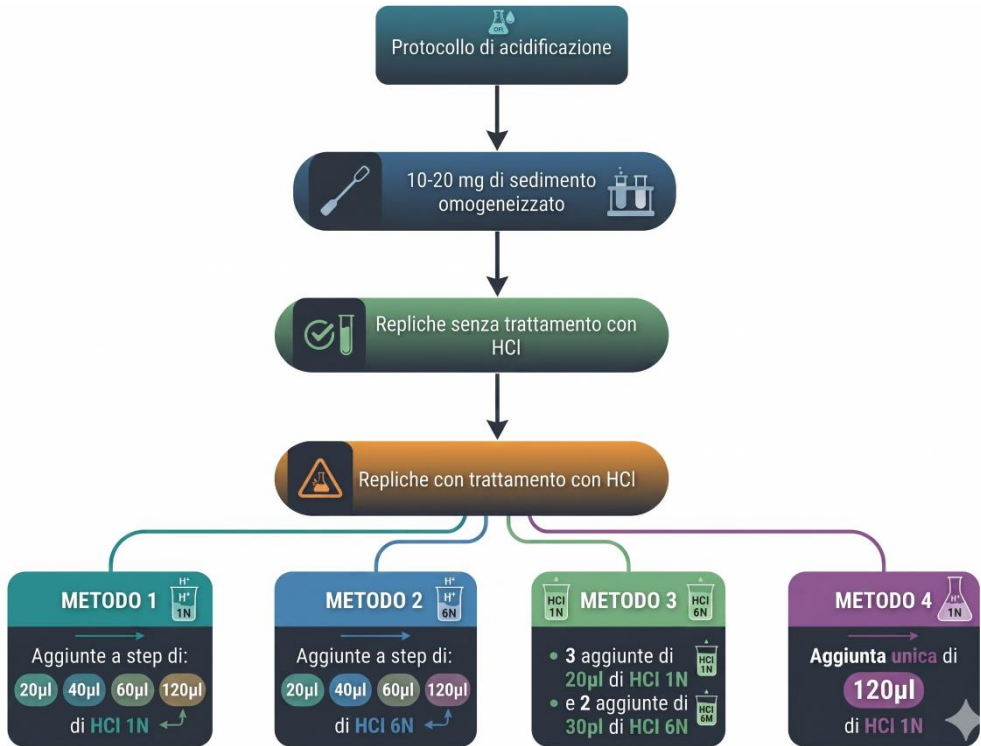 Protocollo di acidificazione
10-20 mg di sedimento
omogeneizzato
Repliche senza trattamento con
HCl
Repliche con trattamento con HCl
METODO 1
H⁺
H⁺
1N
Aggiunte a step di:
20µl 40µl 60µl 120µl
di HCl 1N
METODO 2
H⁺
H⁺
6N
Aggiunte a step di:
20µl 40µl 60µl 120µl
di HCl 6N
HCl
1N
METODO 3
HCl
6N
• 3 aggiunte di
20µl di HCl 1N
HCl
1N
• e 2 aggiunte di
30pl di HCl 6N
HCl
6M
METODO 4
H⁺
1N
Aggiunta unica di
120µl
di HCl 1N